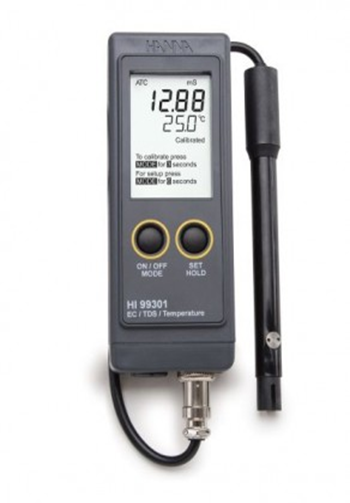 HANNA
ATC mS
12.88
25.0°C
Calibrated
To calibrate press
MODE for 3 seconds
For setup press
MODE for 6 seconds
ON / OFF SET
MODE HOLD
HI 99301
EC / TDS / Temperature